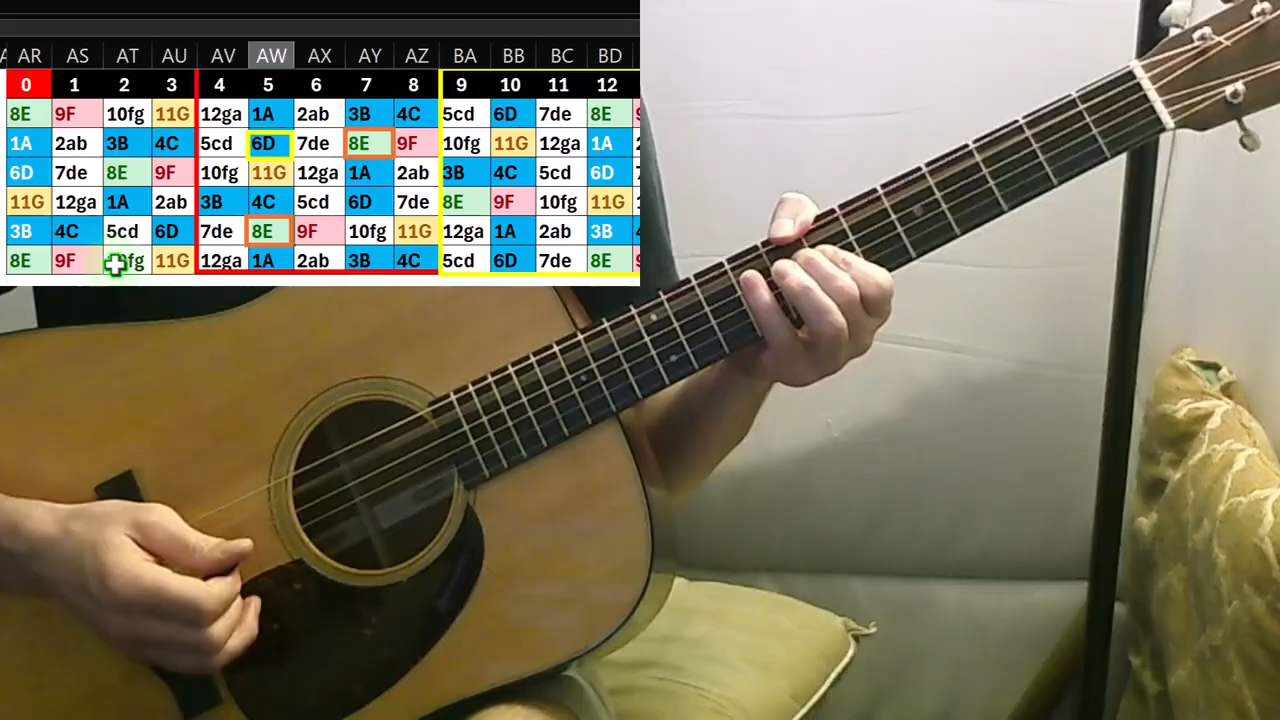 AR AS AT AU AV AW AX AY AZ BA BB BC BD
0 1 2 3 4 5 6 7 8 9 10 11 12
8E 9F 10fg 11G 12ga 1A 2ab 3B 4C 5cd 6D 7de 8E
1A 2ab 3B 4C 5cd 6D 7de 8E 9F 10fg 11G 12ga 1A
6D 7de 8E 9F 10fg 11G 12ga 1A 2ab 3B 4C 5cd 6D
11G 12ga 1A 2ab 3B 4C 5cd 6D 7de 8E 9F 10fg 11G
3B 4C 5cd 6D 7de 8E 9F 10fg 11G 12ga 1A 2ab 3B
8E 9F 11G 12ga 1A 2ab 3B 4C 5cd 6D 7de 8E